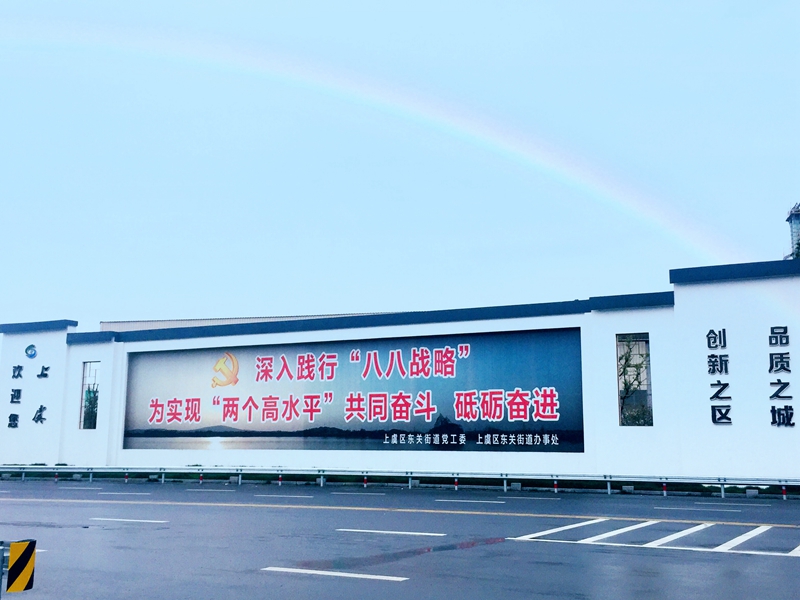 上虞
欢迎您
深入践行“八八战略”
为实现“两个高水平”共同奋斗 砥砺奋进
上虞区东关街道党工委 上虞区东关街道办事处
品质之城
创新之区